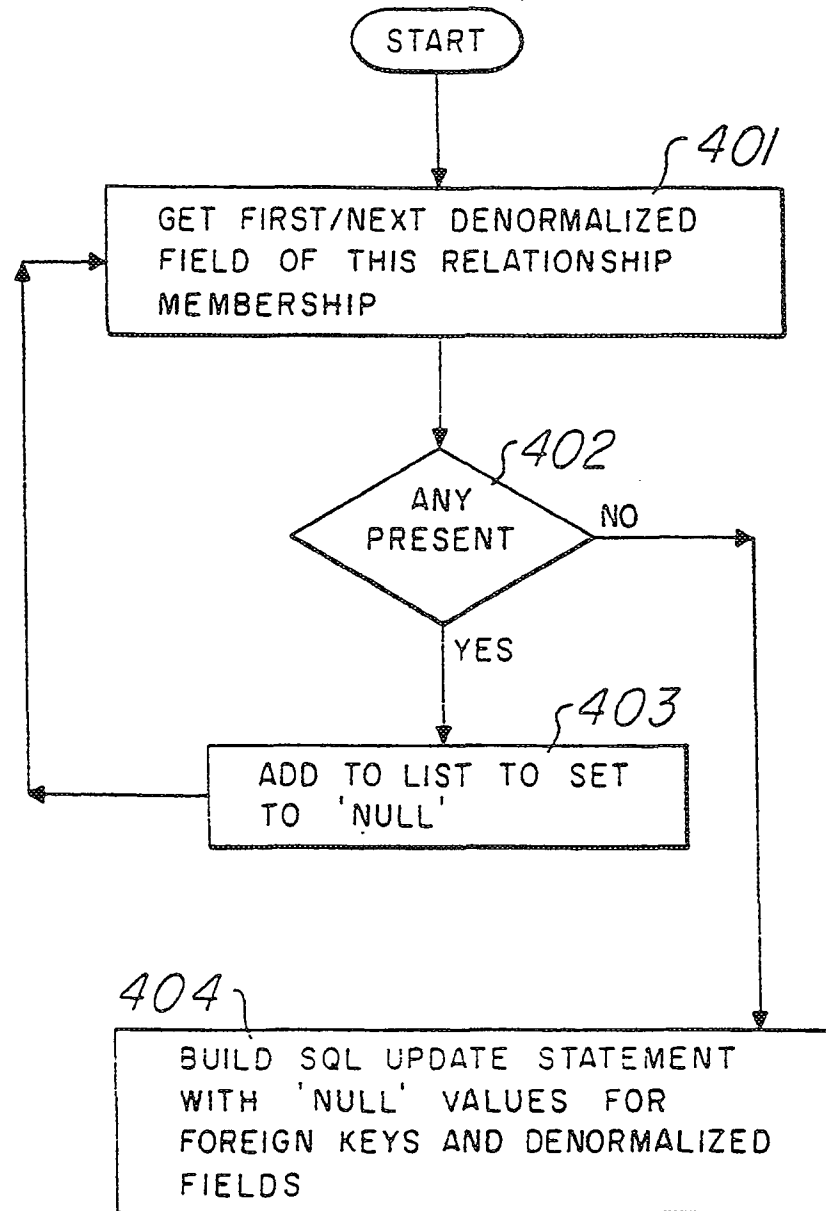 START
401
GET FIRST/NEXT DENORMALIZED
FIELD OF THIS RELATIONSHIP
MEMBERSHIP
402
ANY
PRESENT
NO
YES
403
ADD TO LIST TO SET
TO 'NULL'
404
BUILD SQL UPDATE STATEMENT
WITH 'NULL' VALUES FOR
FOREIGN KEYS AND DENORMALIZED
FIELDS